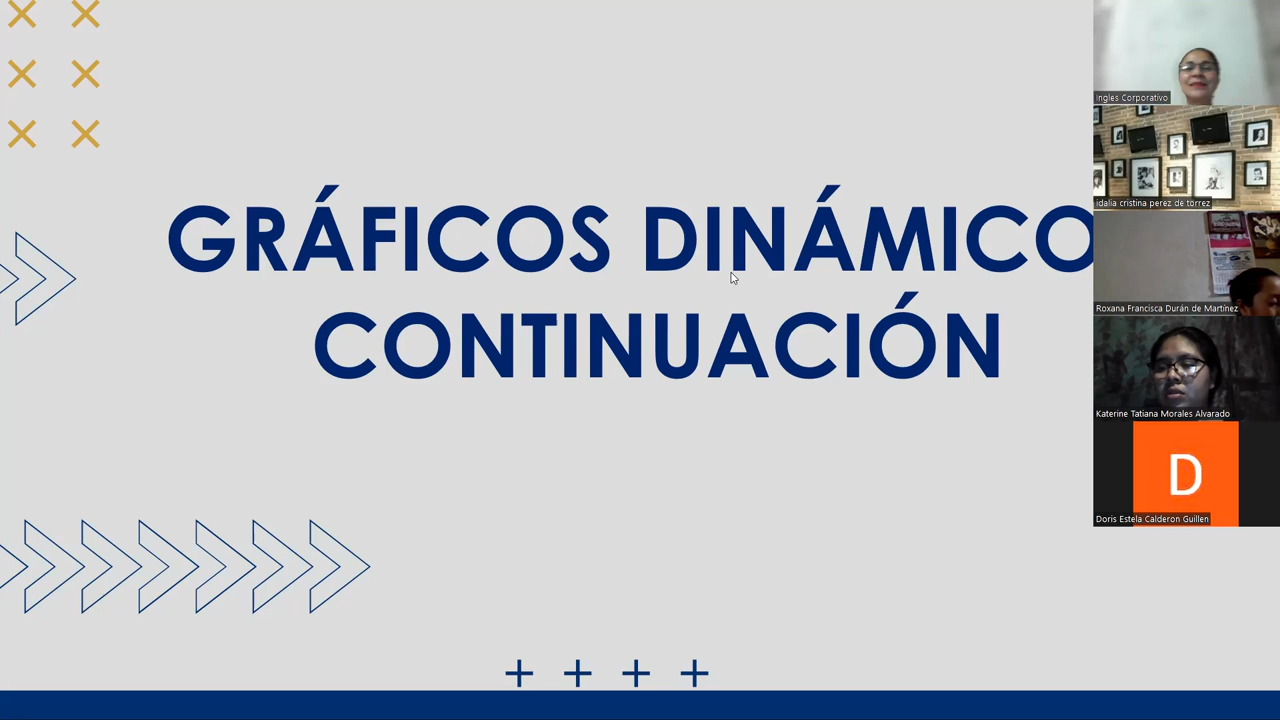 GRÁFICOS DINÁMICO
CONTINUACIÓN
Ingles Corporativo
idalia cristina perez de torrez
Roxana Francisca Durán de Martínez
Katerine Tatiana Morales Alvarado
D
Doris Estela Calderon Guillen